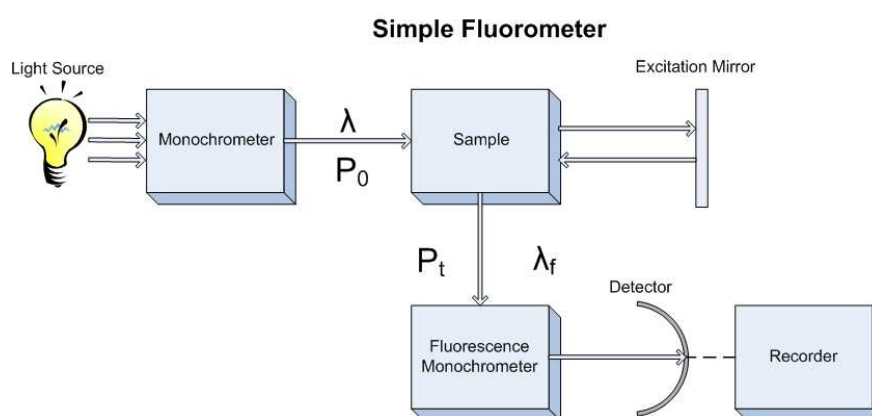 Simple Fluorometer
Light Source
Excitation Mirror
Monochrometer
λ
P₀
Sample
Pₜ
λf
Detector
Fluorescence
Monochrometer
Recorder